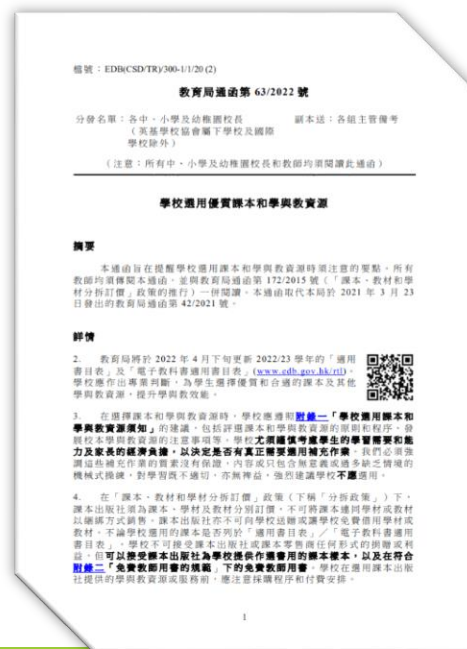 檔號：EDB(CSD/TR)/300-1/1/20 (2)
教育局通函第 63/2022 號
分發名單：各中、小學及幼稚園校長 副本送：各組主管備考
（英基學校協會屬下學校及國際
學校除外）
（注意：所有中、小學及幼稚園校長和教師均須閱讀此通函）
學校選用優質課本和學與教資源
摘要
本通函旨在提醒學校選用課本和學與教資源時須注意的要點，所有
教師均須傳閱本通函，並與教育局通函第 172/2015 號（「課本、教材和學
材分拆訂價」政策的推行）一併閱讀。本通函取代本局於 2021 年 3 月 23
日發出的教育局通函第 42/2021 號。
詳情
2. 教育局將於 2022 年 4 月下旬更新 2022/23 學年的「適用
書目表」及「電子教科書適用書目表」(www.edb.gov.hk/rtl)。
學校應作出專業判斷，為學生選擇優質和合適的課本及其他
學與教資源，提升學與教效能。
3. 在選擇課本和學與教資源時，學校應遵照附錄一「學校選用課本和
學與教資源須知」的建議，包括評選課本和學與教資源的原則和程序、發
展校本學與教資源的注意事項等。學校尤須謹慎考慮學生的學習需要和能
力及家長的經濟負擔，以決定是否有真正需要選用補充作業。我們必須強
調這些補充作業的質素沒有保證，內容或只包含無意義或過多缺乏情境的
機械式操練，對學習既不適切，亦無裨益。強烈建議學校不應選用。
4. 在「課本、教材和學材分拆訂價」政策（下稱「分拆政策」）下，
課本出版社須為課本、學材及教材分別訂價，不可將課本連同學材或教材
以綑綁方式銷售。課本出版社亦不可向學校送贈或讓學校免費借用學材或
教材。不論學校選用的課本是否列於「適用書目表」／「電子教科書適用
書目表」，學校不可接受課本出版社或課本零售商任何形式的捐贈或利
益，但可以接受課本出版社為學校提供作選書用的課本樣本，以及在符合
附錄二「免費教師用書的規範」下的免費教師用書。學校在選用課本出版
社提供的學與教資源或服務前，應注意採購程序和付費安排。
1